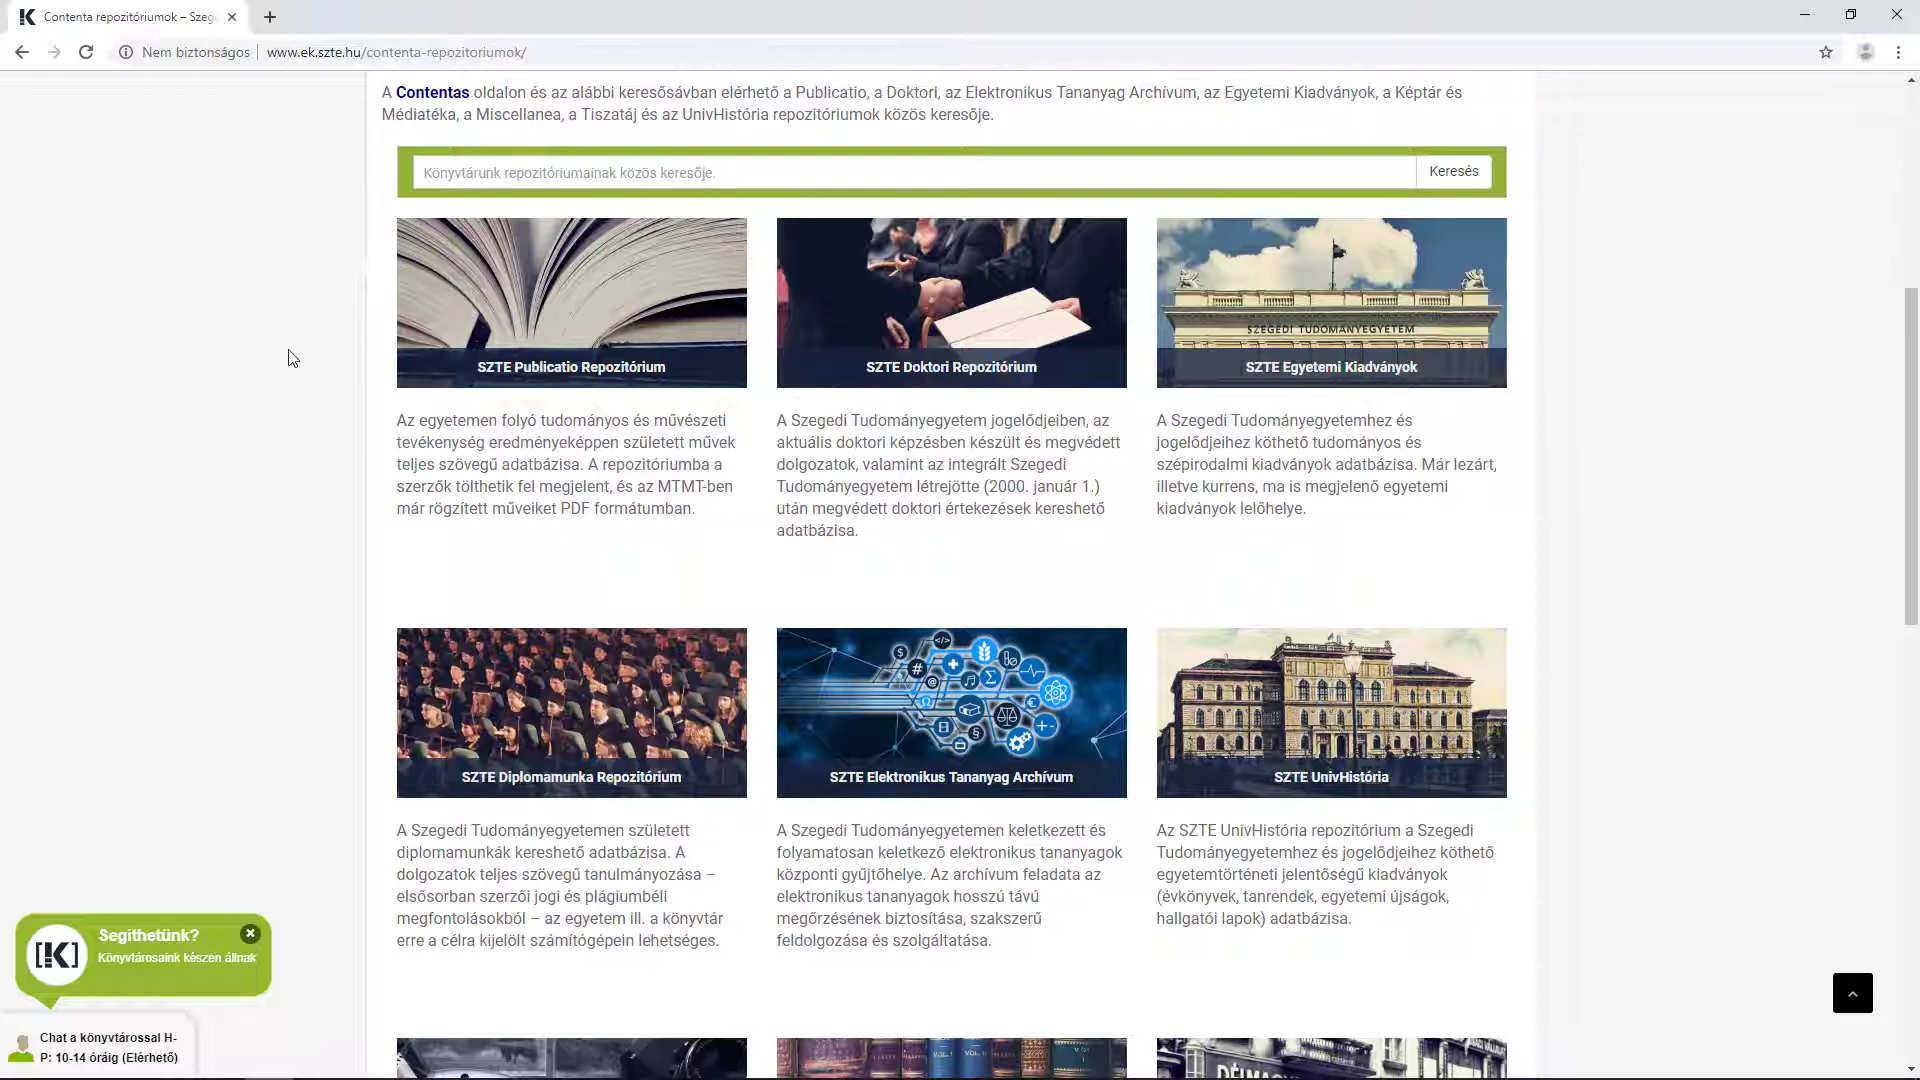 Contenta repozitóriumok – Szeg
Nem biztonságos
www.ek.szte.hu/contenta-repozitoriumok/
A Contentas oldalon és az alábbi keresősávban elérhető a Publicatio, a Doktori, az Elektronikus Tananyag Archívum, az Egyetemi Kiadványok, a Képtár és
Médiatéka, a Miscellanea, a Tiszatáj és az UnivHistória repozitóriumok közös keresője.
Könyvtárunk repozitóriumainak közös keresője.
Keresés
SZEGEDI TUDOMÁNYEGYETEM
SZTE Publicatio Repozitórium
SZTE Doktori Repozitórium
SZTE Egyetemi Kiadványok
Az egyetemen folyó tudományos és művészeti
tevékenység eredményeképpen született művek
teljes szövegű adatbázisa. A repozitóriumba a
szerzők tölthetik fel megjelent, és az MTMT-ben
már rögzített műveiket PDF formátumban.
A Szegedi Tudományegyetem jogelődjeiben, az
aktuális doktori képzésben készült és megvédett
dolgozatok, valamint az integrált Szegedi
Tudományegyetem létrejötte (2000. január 1.)
után megvédett doktori értekezések kereshető
adatbázisa.
A Szegedi Tudományegyetemhez és
jogelődjeihez köthető tudományos és
szépirodalmi kiadványok adatbázisa. Már lezárt,
illetve kurrens, ma is megjelenő egyetemi
kiadványok lelőhelye.
SZTE Diplomamunka Repozitórium
SZTE Elektronikus Tananyag Archívum
SZTE UnivHistória
A Szegedi Tudományegyetemen született
diplomamunkák kereshető adatbázisa. A
dolgozatok teljes szövegű tanulmányozása –
elsősorban szerzői jogi és plágiumbéli
megfontolásokból – az egyetem ill. a könyvtár
erre a célra kijelölt számítógépein lehetséges.
A Szegedi Tudományegyetemen keletkezett és
folyamatosan keletkező elektronikus tananyagok
központi gyűjtőhelye. Az archívum feladata az
elektronikus tananyagok hosszú távú
megőrzésének biztosítása, szakszerű
feldolgozása és szolgáltatása.
Az SZTE UnivHistória repozitórium a Szegedi
Tudományegyetemhez és jogelődjeihez köthető
egyetemtörténeti jelentőségű kiadványok
(évkönyvek, tanrendek, egyetemi újságok,
hallgatói lapok) adatbázisa.
[K]
Segíthetünk?
Könyvtárosaink készen állnak
Chat a könyvtárossal H-
P: 10-14 óráig (Elérhető)
VOL. I VOL. II